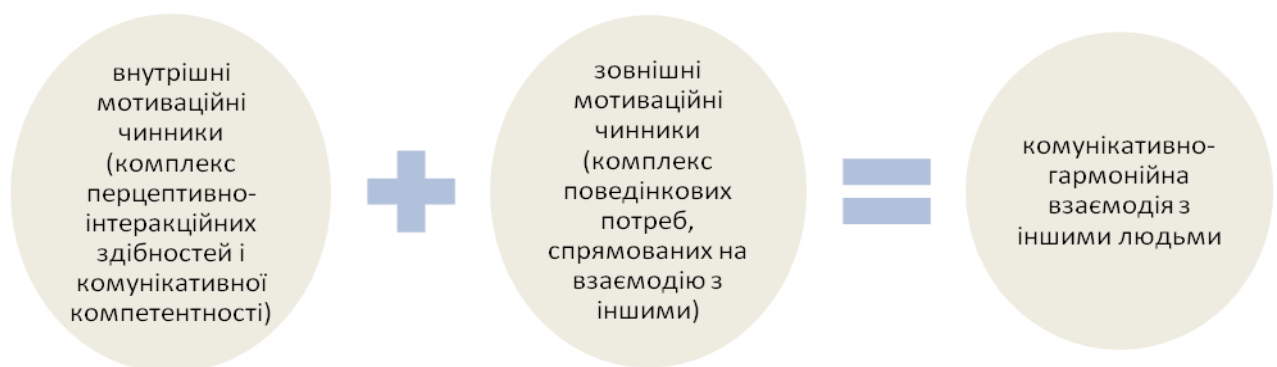 внутрішні
мотиваційні
чинники
(комплекс
перцептивно-
інтеракційних
здібностей і
комунікативної
компетентності)
зовнішні
мотиваційні
чинники
(комплекс
поведінкових
потреб,
спрямованих на
взаємодію з
іншими)
комунікативно-
гармонійна
взаємодія з
іншими людьми